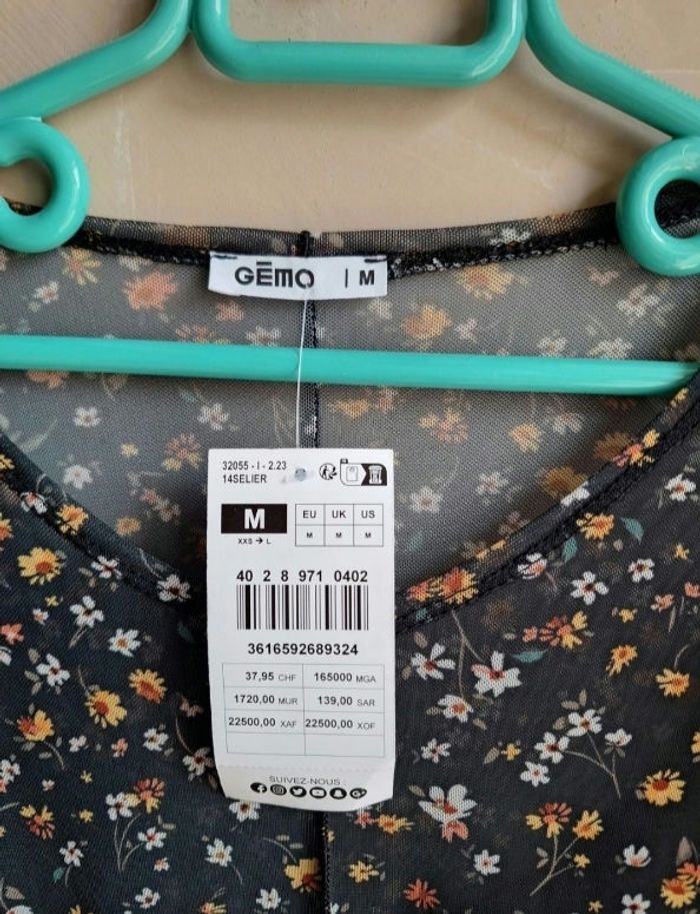 GĒMO | M
32055 - I - 2.23
14SELIER
M
XXS → L
EU UK US
M M M
40 2 8 971 0402
3616592689324
37,95 CHF 165000 MGA
1720,00 MUR 139,00 SAR
22500,00 XAF 22500,00 XOF
SUIVEZ-NOUS :